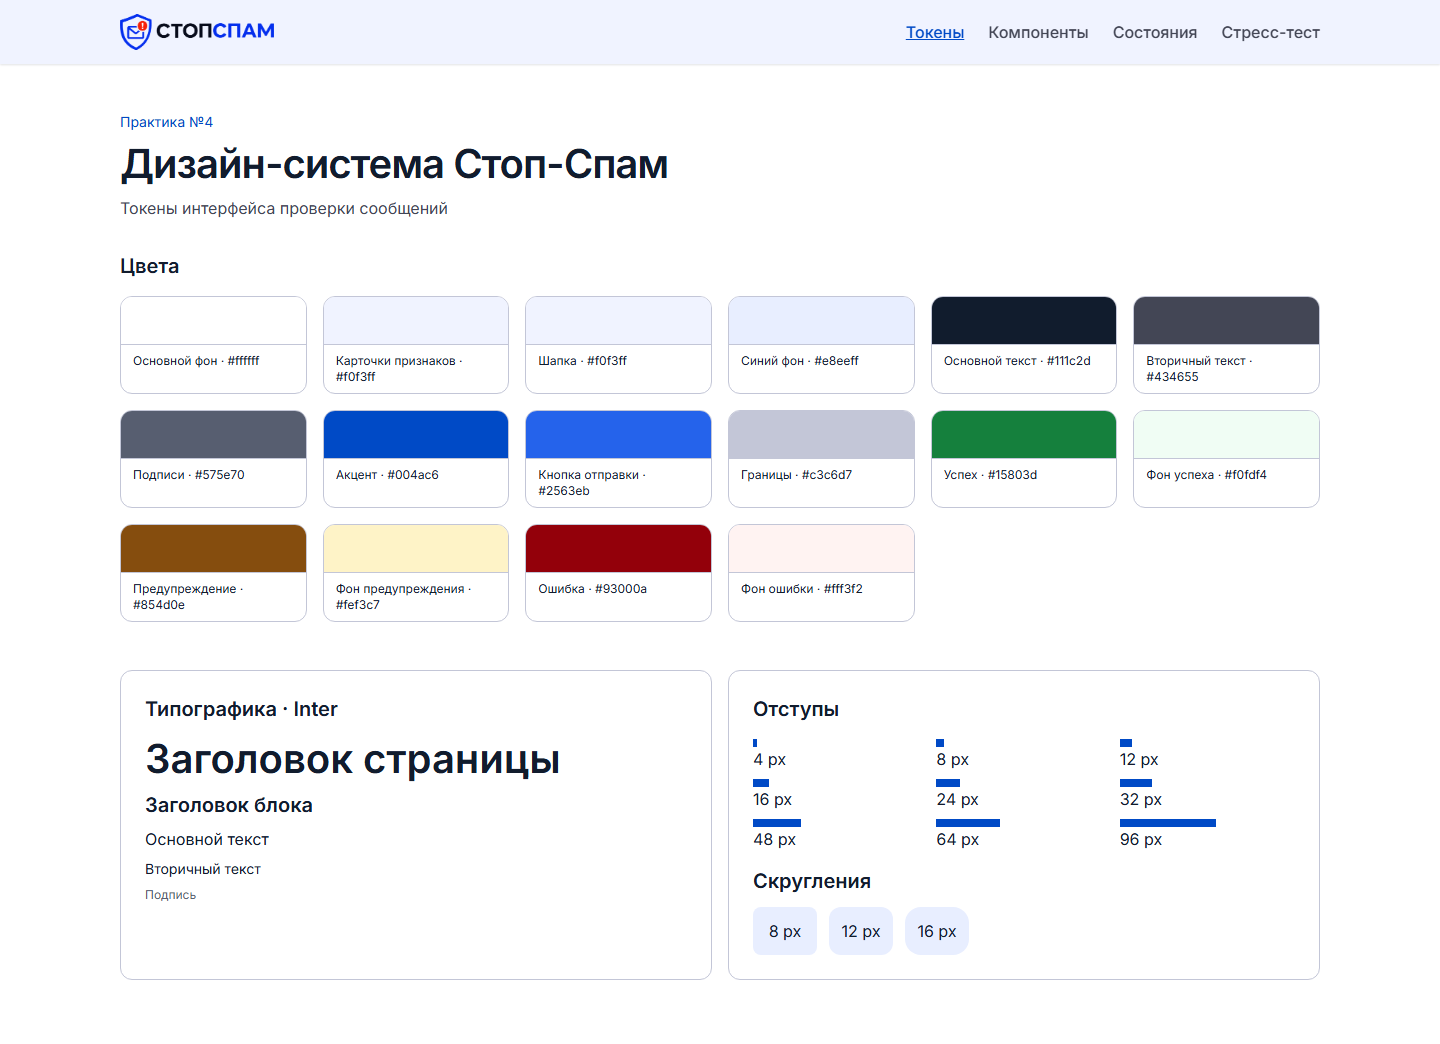 СТОПСПАМ
Токены
Компоненты
Состояния
Стресс-тест
Практика №4
Дизайн-система Стоп-Спам
Токены интерфейса проверки сообщений
Цвета
Основной фон · #ffffff
Карточки признаков ·
#f0f3ff
Шапка · #f0f3ff
Синий фон · #e8eeff
Основной текст · #111c2d
Вторичный текст ·
#434655
Подписи · #575e70
Акцент · #004ac6
Кнопка отправки ·
#2563eb
Границы · #c3c6d7
Успех · #15803d
Фон успеха · #f0fdf4
Предупреждение ·
#854d0e
Фон предупреждения ·
#fef3c7
Ошибка · #93000a
Фон ошибки · #fff3f2
Типографика · Inter
Заголовок страницы
Заголовок блока
Основной текст
Вторичный текст
Подпись
Отступы
4 px
8 px
12 px
16 px
24 px
32 px
48 px
64 px
96 px
Скругления
8 px
12 px
16 px